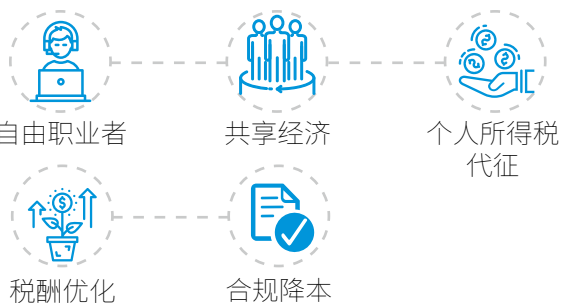 自由职业者
共享经济
个人所得税
代征
税酬优化
合规降本